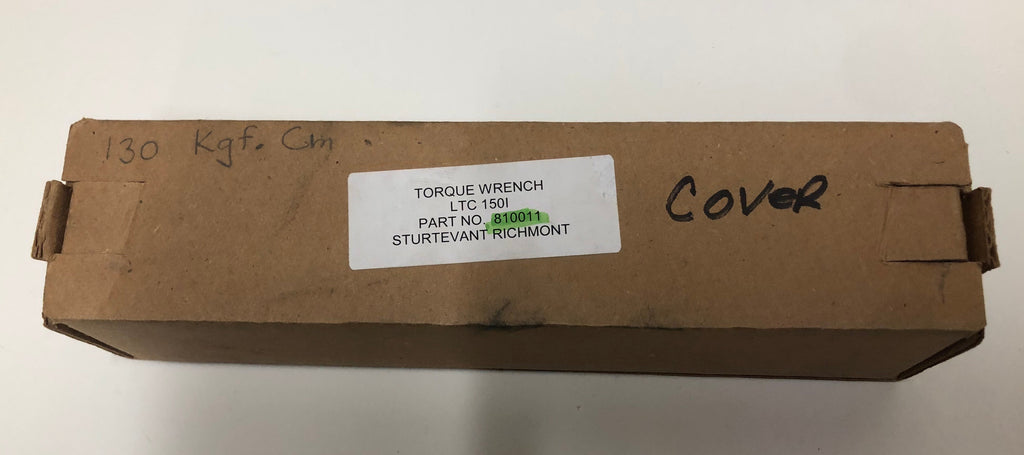 130 Kgf. Cm
TORQUE WRENCH
LTC 150I
PART NO. 810011
STURTEVANT RICHMONT
COVER